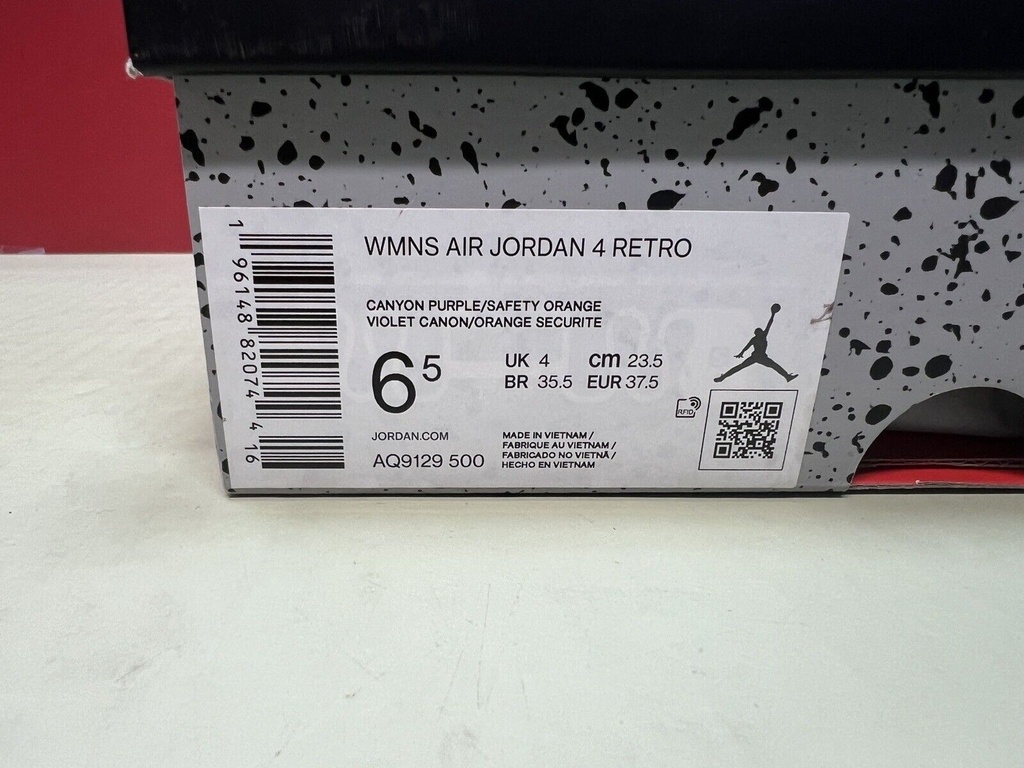 WMNS AIR JORDAN 4 RETRO
CANYON PURPLE/SAFETY ORANGE
VIOLET CANON/ORANGE SECURITE
6 5
UK 4 cm 23.5
BR 35.5 EUR 37.5
RFID
JORDAN.COM
AQ9129 500
MADE IN VIETNAM /
FABRIQUE AU VIETNAM /
FABRICADO NO VIETNÃ /
HECHO EN VIETNAM
1 96148 82074 4 16